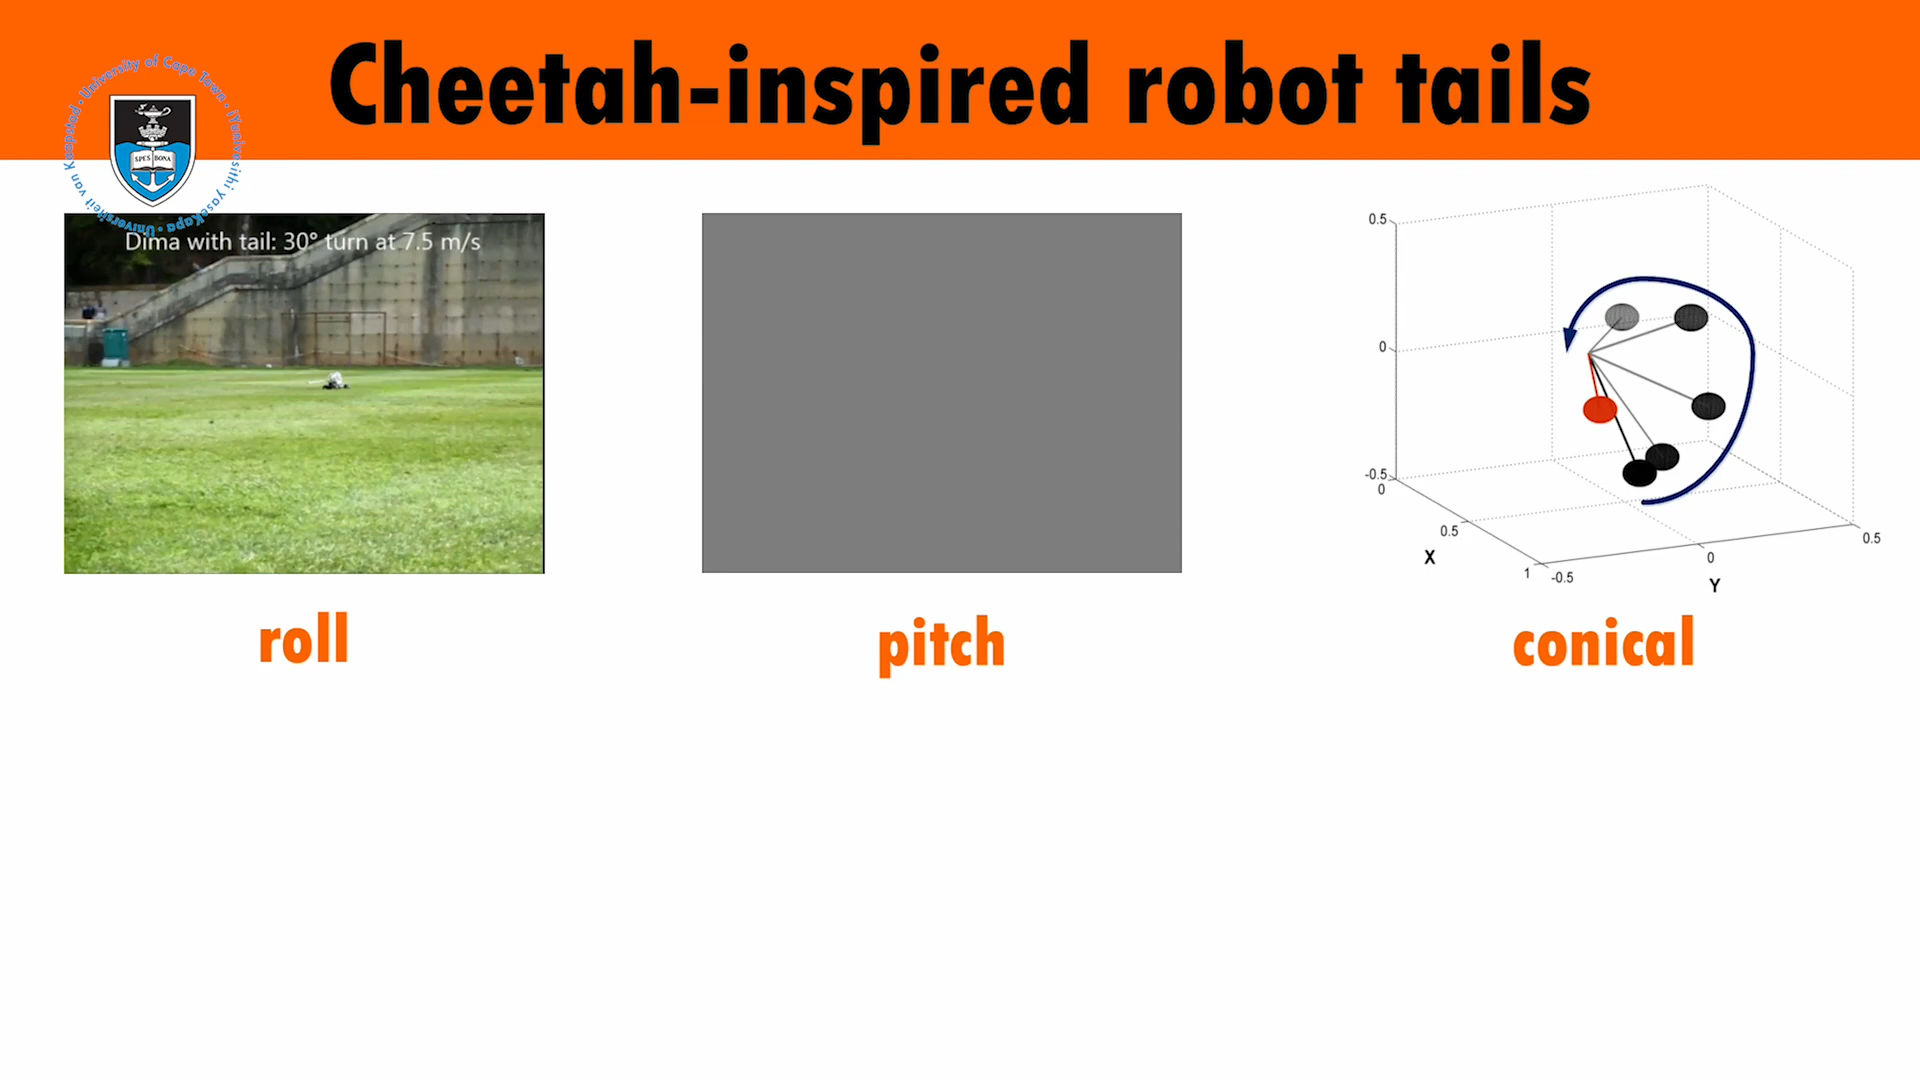 Cheetah-inspired robot tails
University of Cape Town · iYunivesithi yaseKapa · Universiteit van Kaapstad ·
SPES BONA
Dima with tail: 30° turn at 7.5 m/s
0.5
0
-0.5
0
0.5
1
X
-0.5
0
0.5
Y
roll
pitch
conical